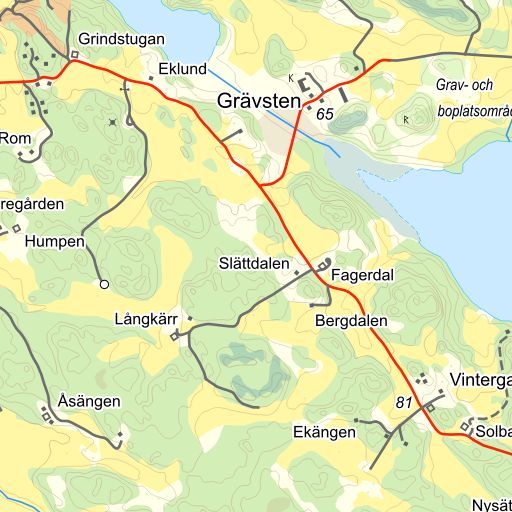 Grindstugan
Eklund
K
Grävsten
65
Grav- och
boplatsområ
R
Rom
regården
Humpen
Slättdalen
Fagerdal
Långkärr
Bergdalen
Vinterga
Åsängen
81
Ekängen
Solba
Nysät